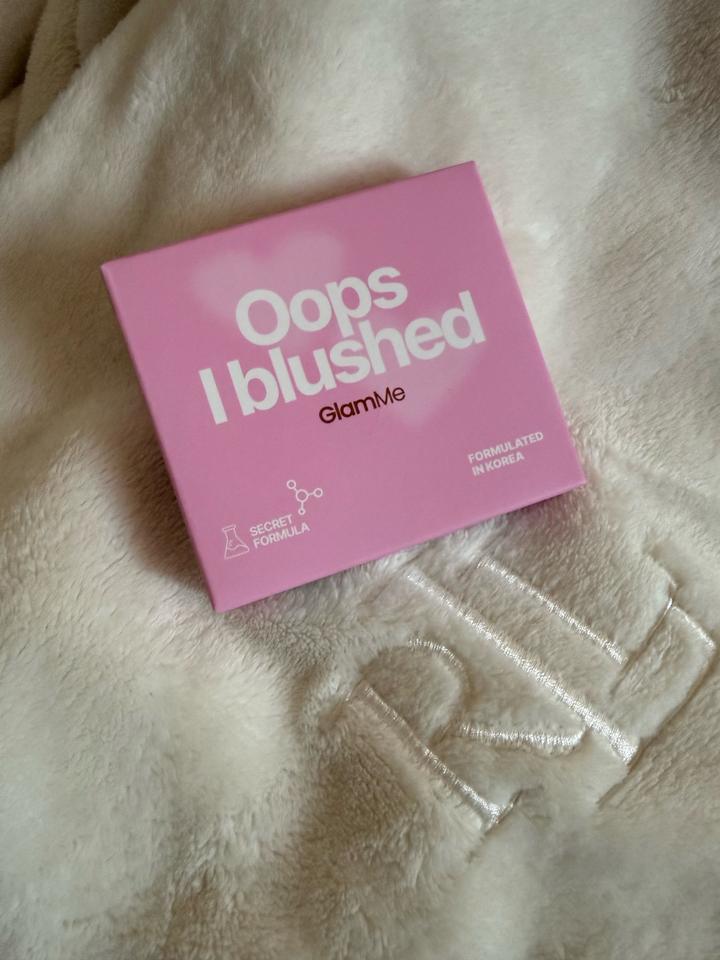 Oops
I blushed
GlamMe
FORMULATED
IN KOREA
SECRET
FORMULA